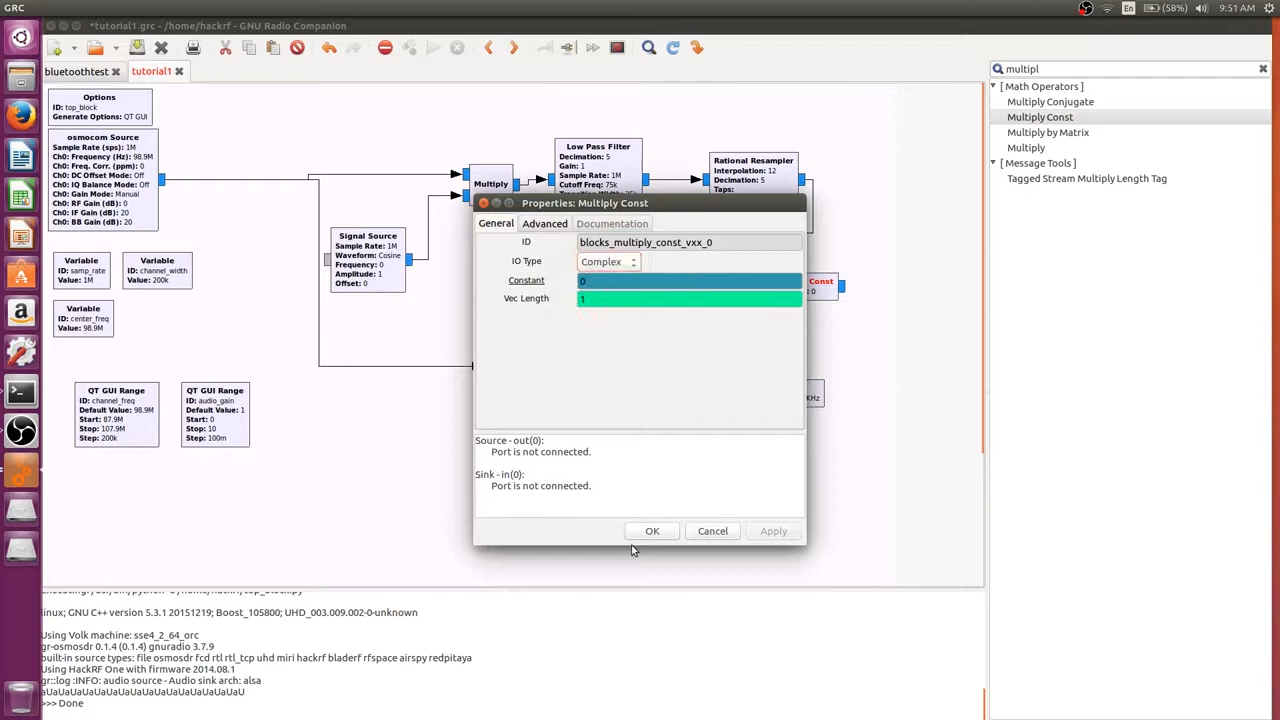 GRC
En
(58%)
9:51 AM
*tutorial1.grc - /home/hackrf - GNU Radio Companion
bluetoothtest
tutorial1
multipl
[ Math Operators ]
Multiply Conjugate
Multiply Const
Multiply by Matrix
Multiply
[ Message Tools ]
Tagged Stream Multiply Length Tag
Options
ID: top_block
Generate Options: QT GUI
osmocom Source
Sample Rate (sps): 1M
Ch0: Frequency (Hz): 98.9M
Ch0: Freq. Corr. (ppm): 0
Ch0: DC Offset Mode: Off
Ch0: IQ Balance Mode: Off
Ch0: Gain Mode: Manual
Ch0: RF Gain (dB): 0
Ch0: IF Gain (dB): 20
Ch0: BB Gain (dB): 20
Variable
ID: samp_rate
Value: 1M
Variable
ID: channel_width
Value: 200k
Variable
ID: center_freq
Value: 98.9M
QT GUI Range
ID: channel_freq
Default Value: 98.9M
Start: 87.9M
Stop: 107.9M
Step: 200k
QT GUI Range
ID: audio_gain
Default Value: 1
Start: 0
Stop: 10
Step: 100m
Signal Source
Sample Rate: 1M
Waveform: Cosine
Frequency: 0
Amplitude: 1
Offset: 0
Multiply
Low Pass Filter
Decimation: 5
Gain: 1
Sample Rate: 1M
Cutoff Freq: 75k
Rational Resampler
Interpolation: 12
Decimation: 5
Taps:
Const
: 0
KHz
Properties: Multiply Const
General
Advanced
Documentation
ID
blocks_multiply_const_vxx_0
IO Type
Complex
Constant
0
Vec Length
1
Source - out(0):
Port is not connected.
Sink - in(0):
Port is not connected.
OK
Cancel
Apply
linux; GNU C++ version 5.3.1 20151219; Boost_105800; UHD_003.009.002-0-unknown
Using Volk machine: sse4_2_64_orc
gr-osmosdr 0.1.4 (0.1.4) gnuradio 3.7.9
built-in source types: file osmosdr fcd rtl rtl_tcp uhd miri hackrf bladerf rfspace airspy redpitaya
Using HackRF One with firmware 2014.08.1
gr::log :INFO: audio source - Audio sink arch: alsa
aUaUaUaUaUaUaUaUaUaUaUaUaUaUaUaU
>>> Done